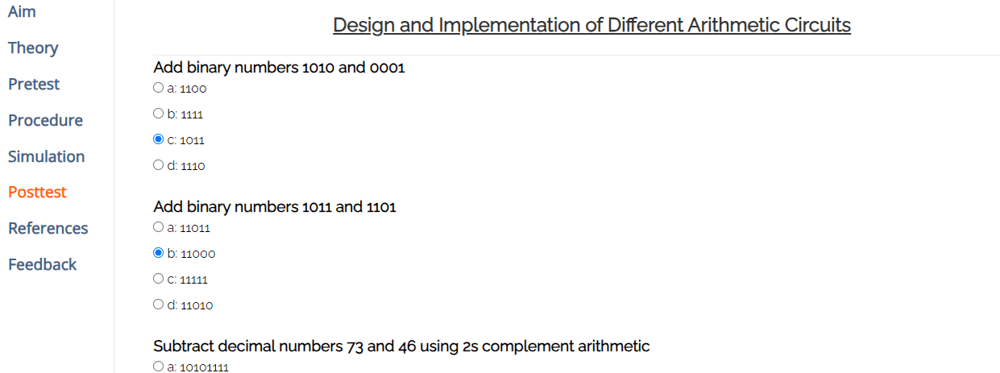 Aim
Theory
Pretest
Procedure
Simulation
Posttest
References
Feedback
Design and Implementation of Different Arithmetic Circuits
Add binary numbers 1010 and 0001
a: 1100
b: 1111
c: 1011
d: 1110
Add binary numbers 1011 and 1101
a: 11011
b: 11000
c: 11111
d: 11010
Subtract decimal numbers 73 and 46 using 2s complement arithmetic
a: 10101111